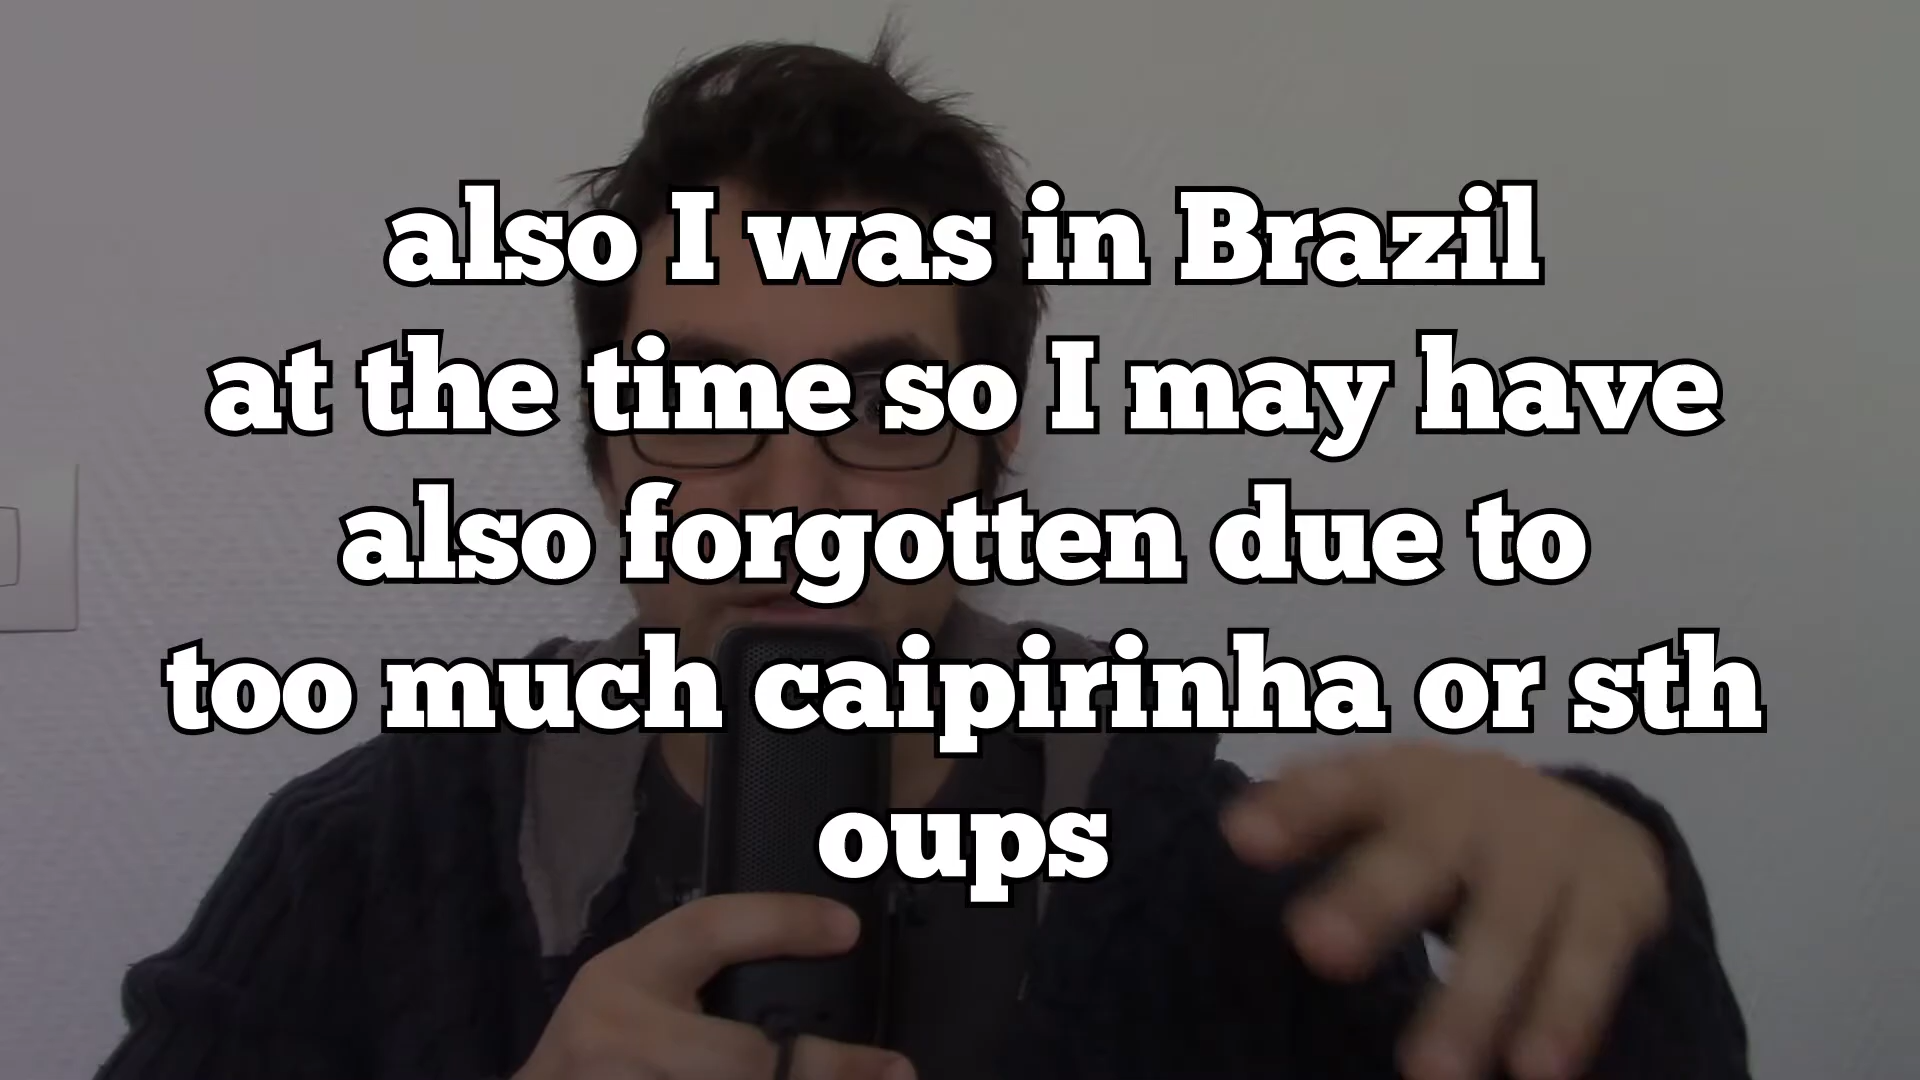 also I was in Brazil
at the time so I may have
also forgotten due to
too much caipirinha or sth
oups